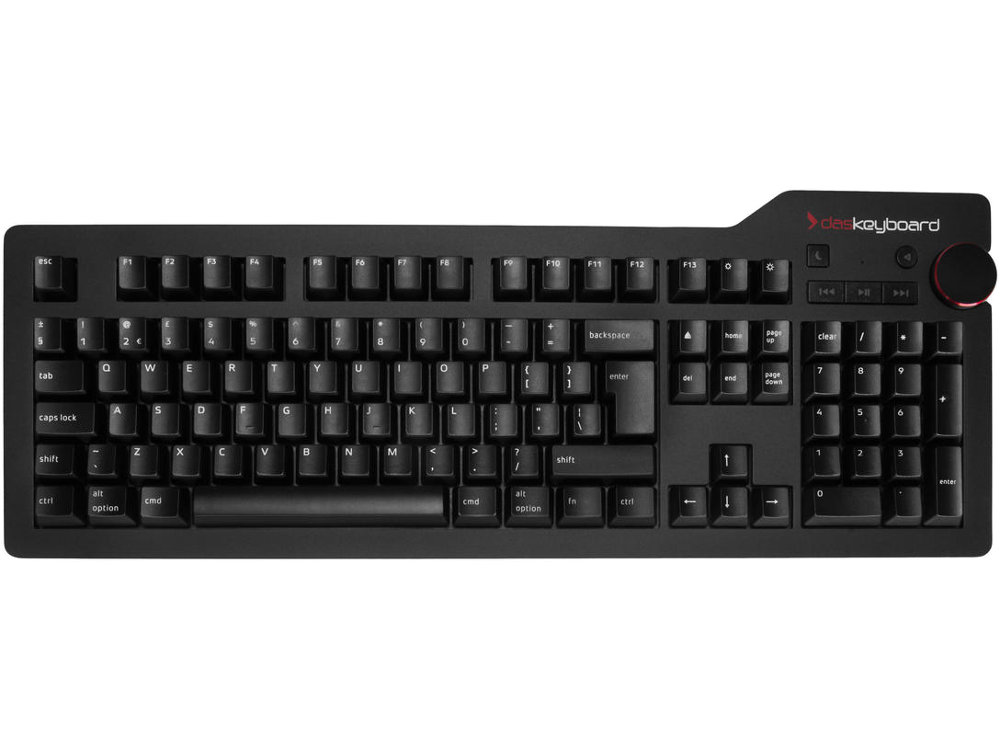 daskeyboard
esc F1 F2 F3 F4 F5 F6 F7 F8 F9 F10 F11 F12 F13
± ! @ £ $ % ^ & * ( ) — + backspace home page up clear / * -
§ 1 2 € 3 4 5 6 7 8 9 0 - =
tab Q W E R T Y U I O P { } enter del end page down 7 8 9
[ ]
caps lock A S D F G H J K L : " | 4 5 6 +
; ' \
shift ~ Z X C V B N M < > ? shift ↑ 1 2 3 enter
` , . /
ctrl alt option cmd cmd alt option fn ctrl ← ↓ → 0 .